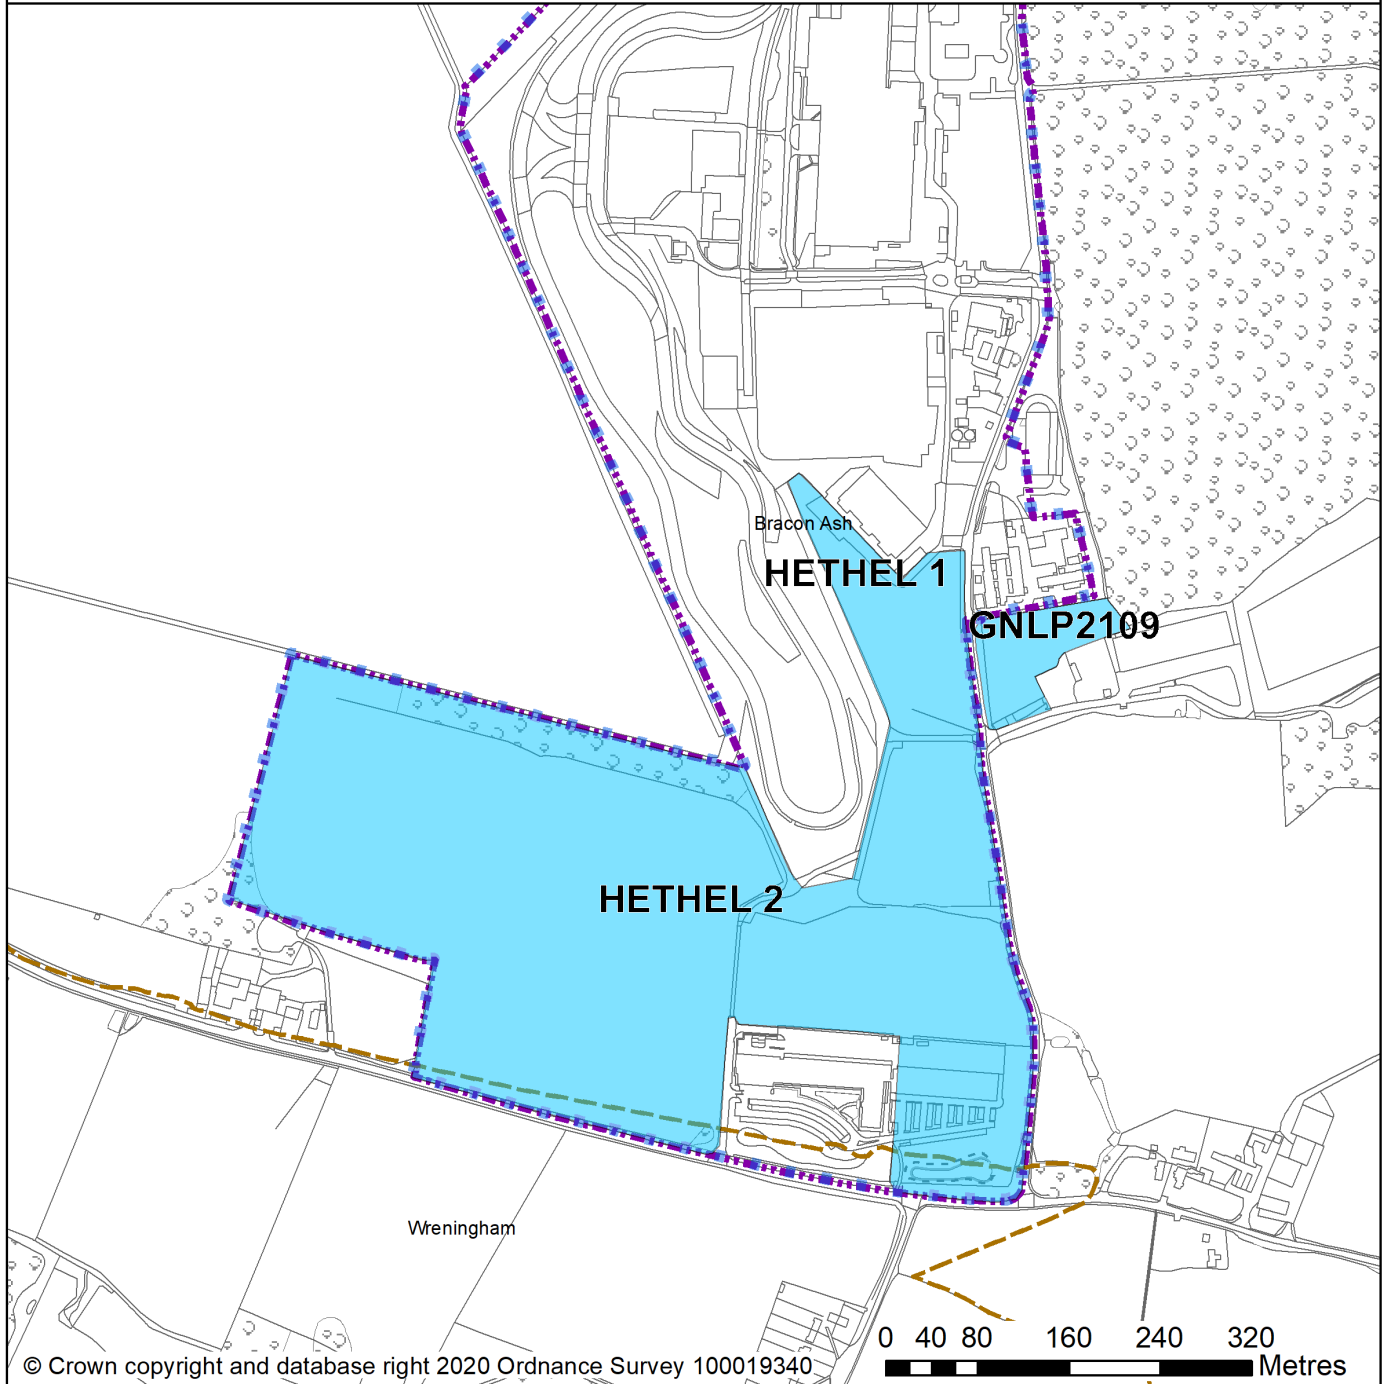 Bracon Ash
HETHEL 1
GNLP2109
HETHEL 2
Wreningham
0 40 80 160 240 320
Metres
© Crown copyright and database right 2020 Ordnance Survey 100019340